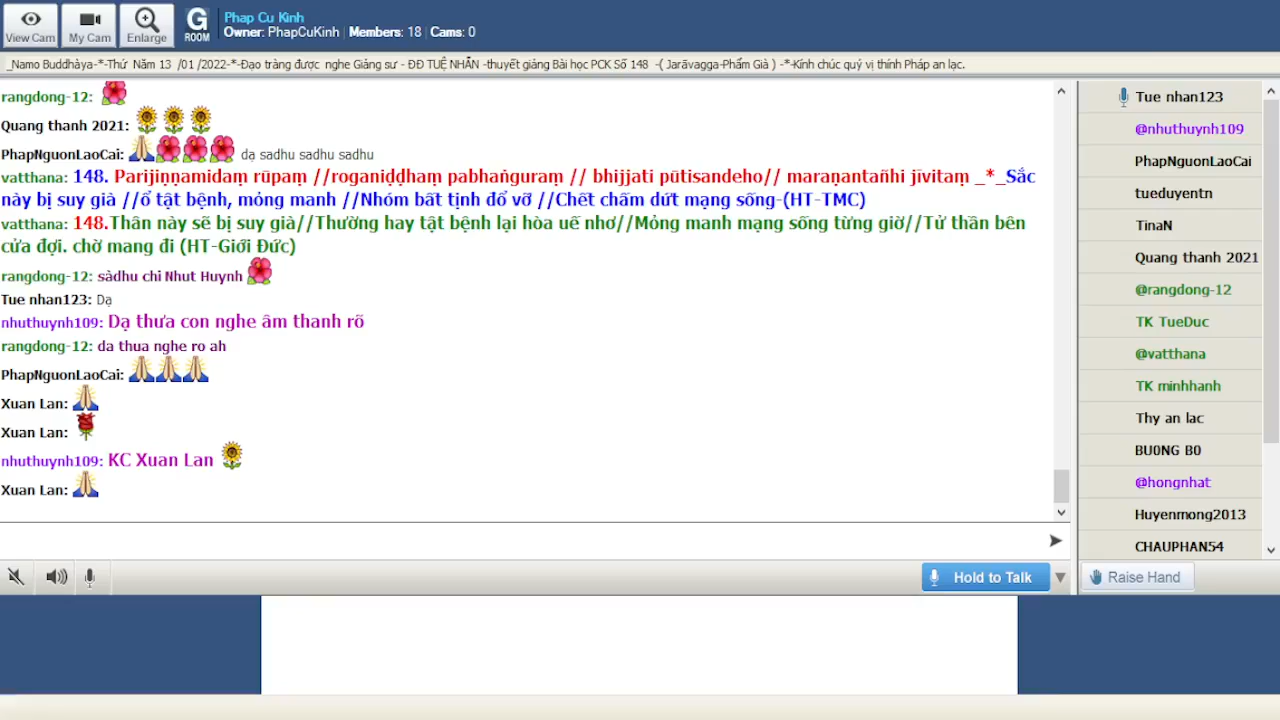 View Cam
My Cam
Enlarge
G ROOM
Phap Cu Kinh
Owner: PhapCuKinh | Members: 18 | Cams: 0
_Namo Buddhàya-*-Thứ Năm 13 /01 /2022-*-Đạo tràng được nghe Giảng sư - ĐĐ TUỆ NHẪN -thuyết giảng Bài học PCK Số 148 -( Jarāvagga-Phẩm Già ) -*-Kính chúc quý vị thính Pháp an lạc.
rangdong-12:
Quang thanh 2021:
PhapNguonLaoCai: dạ sadhu sadhu sadhu
vatthana: 148. Parijiṇṇamidaṃ rūpaṃ //roganiḍḍhaṃ pabhaṅguraṃ // bhijjati pūtisandeho// maraṇantañhi jīvitaṃ _*_Sắc
này bị suy già //ổ tật bệnh, mỏng manh //Nhóm bất tịnh đổ vỡ //Chết chấm dứt mạng sống-(HT-TMC)
vatthana: 148.Thân này sẽ bị suy già//Thường hay tật bệnh lại hòa uế nhơ//Mỏng manh mạng sống từng giờ//Tử thần bên
cửa đợi. chờ mang đi (HT-Giới Đức)
rangdong-12: sàdhu chi Nhut Huynh
Tue nhan123: Dạ
nhuthuynh109: Dạ thưa con nghe âm thanh rõ
rangdong-12: da thua nghe ro ah
PhapNguonLaoCai:
Xuan Lan:
Xuan Lan:
nhuthuynh109: KC Xuan Lan
Xuan Lan:
Tue nhan123
@nhuthuynh109
PhapNguonLaoCai
tueduyentn
TinaN
Quang thanh 2021
@rangdong-12
TK TueDuc
@vatthana
TK minhhanh
Thy an lac
BU0NG B0
@hongnhat
Huyenmong2013
CHAUPHAN54
Hold to Talk
Raise Hand